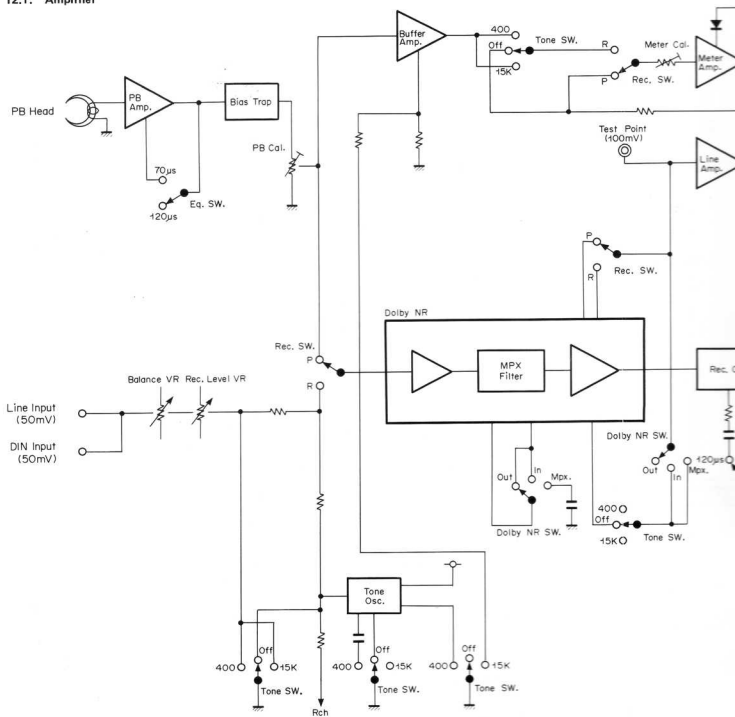 12.1. Amplifier
Buffer
Amp.
400
Off
15K
Tone SW.
R
P
Rec. SW.
Meter Cal.
Meter
Amp.
PB Head
PB
Amp.
Bias Trap
PB Cal.
70µs
120µs
Eq. SW.
Test Point
(100mV)
Line
Amp.
P
R
Rec. SW.
Dolby NR
Rec. SW.
P
R
MPX
Filter
Rec.
Balance VR
Rec. Level VR
Line Input
(50mV)
DIN Input
(50mV)
Out
In
Mpx.
Dolby NR SW.
Dolby NR SW.
Out
In
Mpx.
120µs
400
Off
15K
Tone SW.
Tone
Osc.
400
Off
15K
Tone SW.
400
Off
15K
Tone SW.
400
Off
15K
Tone SW.
Rch